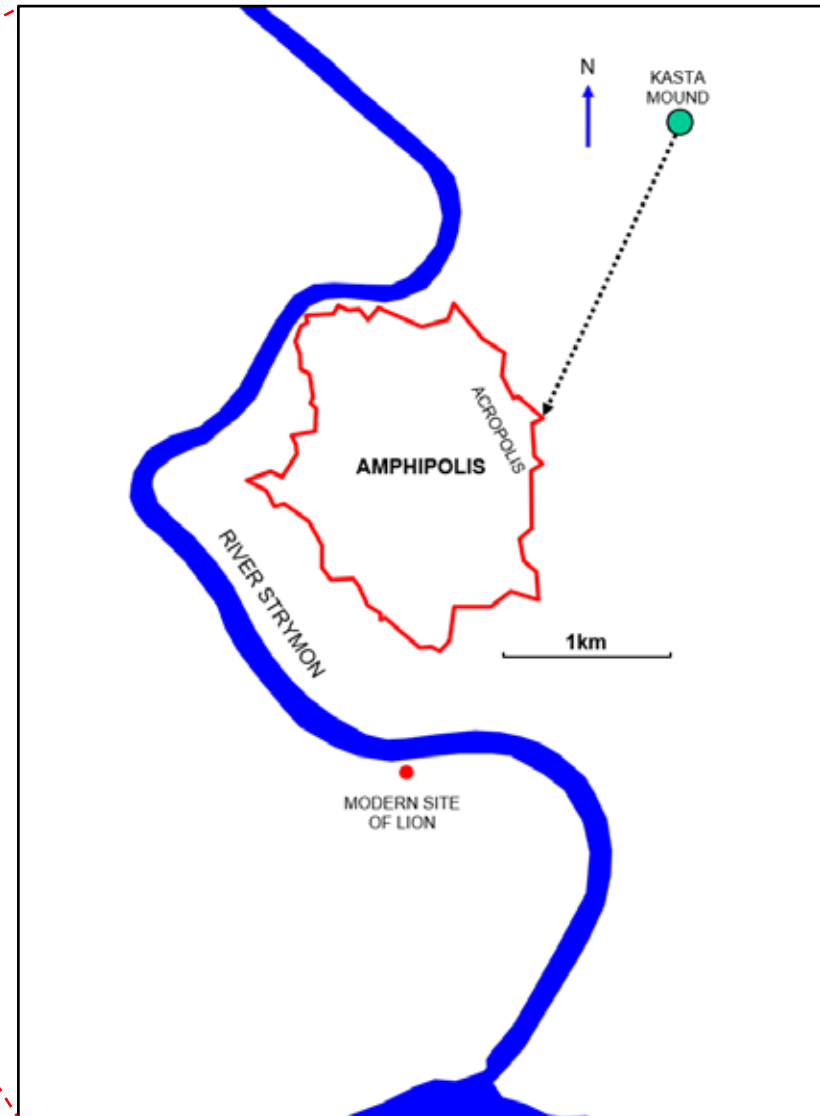 N
KASTA
MOUND
ACROPOLIS
AMPHIPOLIS
RIVER STRYMON
1km
MODERN SITE
OF LION